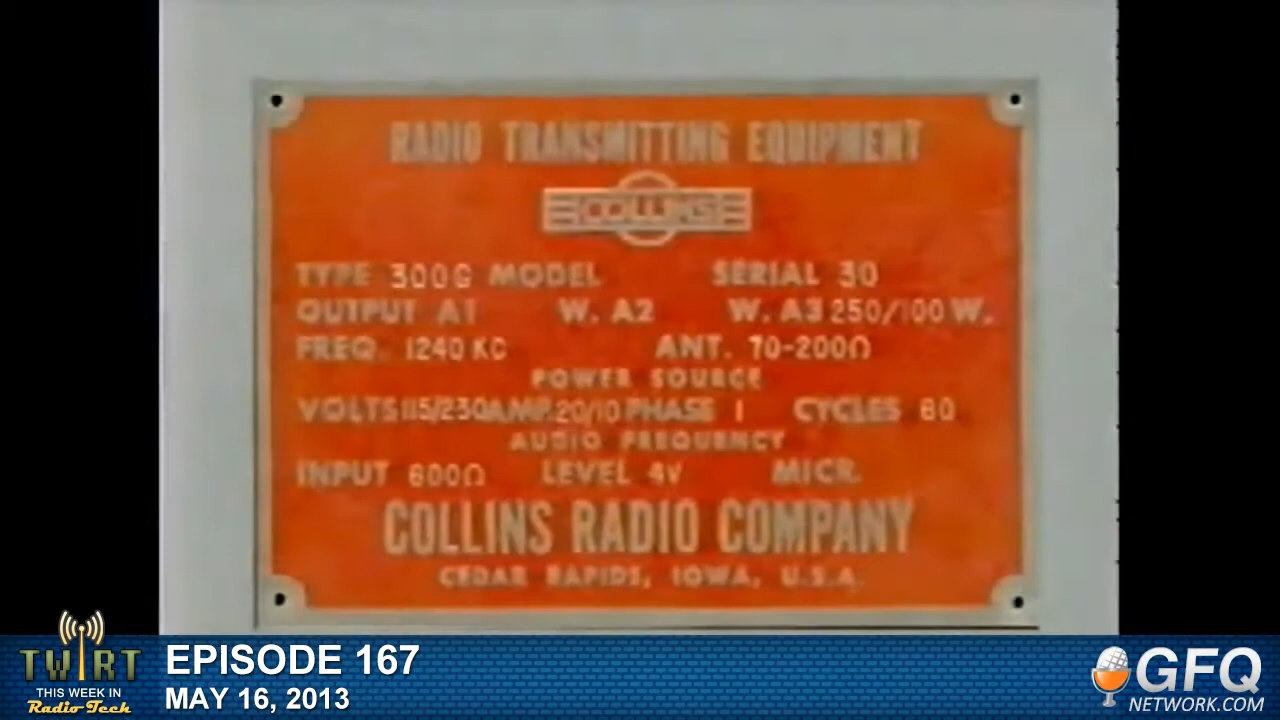 RADIO TRANSMITTING EQUIPMENT
COLLINS
TYPE 300G MODEL SERIAL 30
OUTPUT A1 W. A2 W. A3 250/100 W.
FREQ. 1240 KC ANT. 70-200Ω
POWER SOURCE
VOLTS 115/230 AMP. 20/10 PHASE 1 CYCLES 60
AUDIO FREQUENCY
INPUT 600Ω LEVEL 4V MICR.
COLLINS RADIO COMPANY
CEDAR RAPIDS, IOWA, U.S.A.
TWIRT
THIS WEEK IN
Radio Tech
EPISODE 167
MAY 16, 2013
GFQ
NETWORK.COM